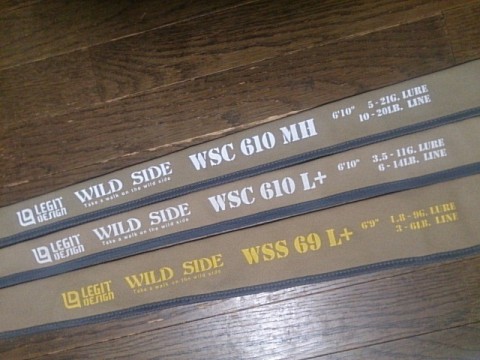 LEGIT DESIGN WILD SIDE Take a walk on the wild side WSC 610 MH 6'10" 5 - 21G. LURE
10 - 20LB. LINE
LEGIT DESIGN WILD SIDE Take a walk on the wild side WSC 610 L+ 6'10" 3.5 - 11G. LURE
6 - 14LB. LINE
LEGIT DESIGN WILD SIDE Take a walk on the wild side WSS 69 L+ 6'9" 1.8 - 9G. LURE
3 - 6LB. LINE